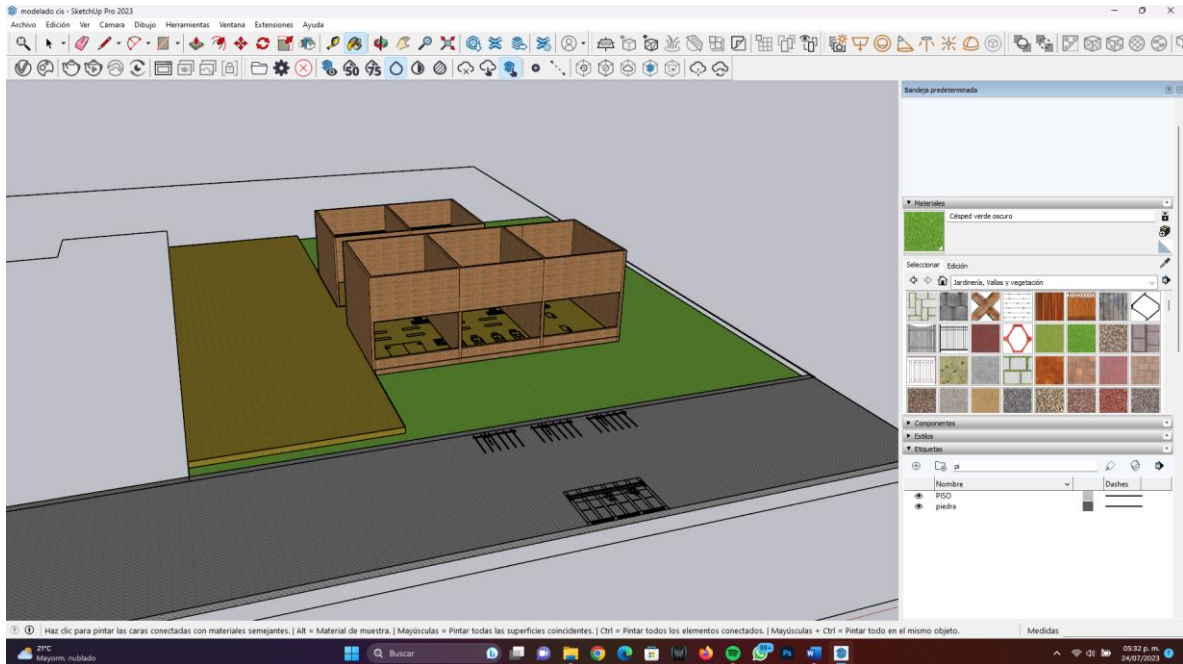 modelado cis - SketchUp Pro 2023
Archivo Edición Ver Cámara Dibujo Herramientas Ventana Extensiones Ayuda
50 75
Bandeja predeterminada
Materiales
Césped verde oscuro
Seleccionar Edición
Jardinería, Vallas y vegetación
Componentes
Estilos
Etiquetas
pi
Nombre Dashes
PISO
piedra
Haz clic para pintar las caras conectadas con materiales semejantes. | Alt = Material de muestra. | Mayúsculas = Pintar todas las superficies coincidentes. | Ctrl = Pintar todos los elementos conectados. | Mayúsculas + Ctrl = Pintar todo en el mismo objeto. Medidas
21°C
Mayorm. nublado
Buscar
99+
Ps
W
05:32 p. m.
24/07/2023